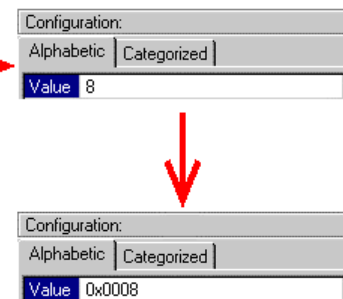 Configuration:
Alphabetic Categorized
Value 8
Configuration:
Alphabetic Categorized
Value 0x0008